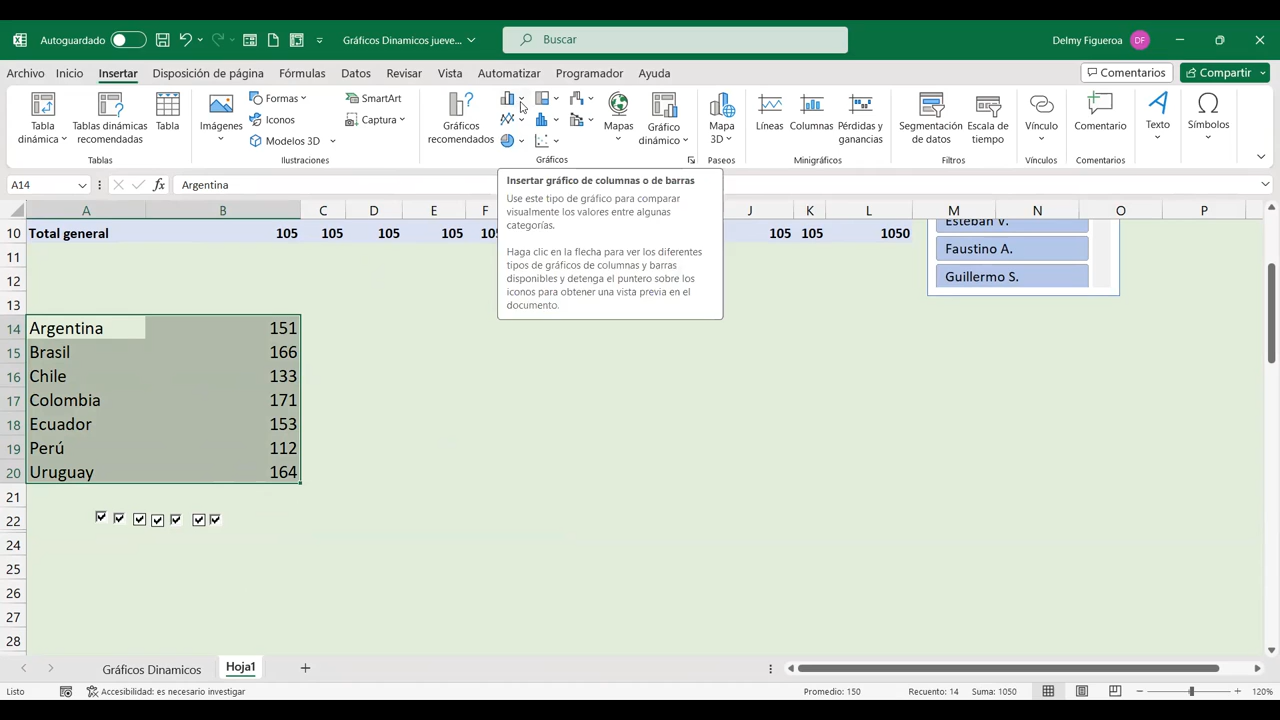 Autoguardado
Gráficos Dinamicos jueve...
Buscar
Delmy Figueroa
DF
Archivo Inicio Insertar Disposición de página Fórmulas Datos Revisar Vista Automatizar Programador Ayuda
Comentarios
Compartir
Tabla dinámica
Tablas dinámicas recomendadas
Tabla
Tablas
Imágenes
Formas
Iconos
Modelos 3D
SmartArt
Captura
Ilustraciones
Gráficos recomendados
Mapas
Gráfico dinámico
Gráficos
Mapa 3D
Paseos
Líneas
Columnas
Pérdidas y ganancias
Minigráficos
Segmentación de datos
Escala de tiempo
Filtros
Vínculo
Vínculos
Comentario
Comentarios
Texto
Símbolos
A14
fx
Argentina
Insertar gráfico de columnas o de barras
Use este tipo de gráfico para comparar
visualmente los valores entre algunas
categorías.
Haga clic en la flecha para ver los diferentes
tipos de gráficos de columnas y barras
disponibles y detenga el puntero sobre los
iconos para obtener una vista previa en el
documento.
A B C D E F J K L M N O P
Esteban V.
10 Total general 105 105 105 105 105 105 105 1050
11
Faustino A.
12
Guillermo S.
13
14 Argentina 151
15 Brasil 166
16 Chile 133
17 Colombia 171
18 Ecuador 153
19 Perú 112
20 Uruguay 164
21
22
24
25
26
27
28
Gráficos Dinamicos
Hoja1
Listo
Accesibilidad: es necesario investigar
Promedio: 150
Recuento: 14
Suma: 1050
120%